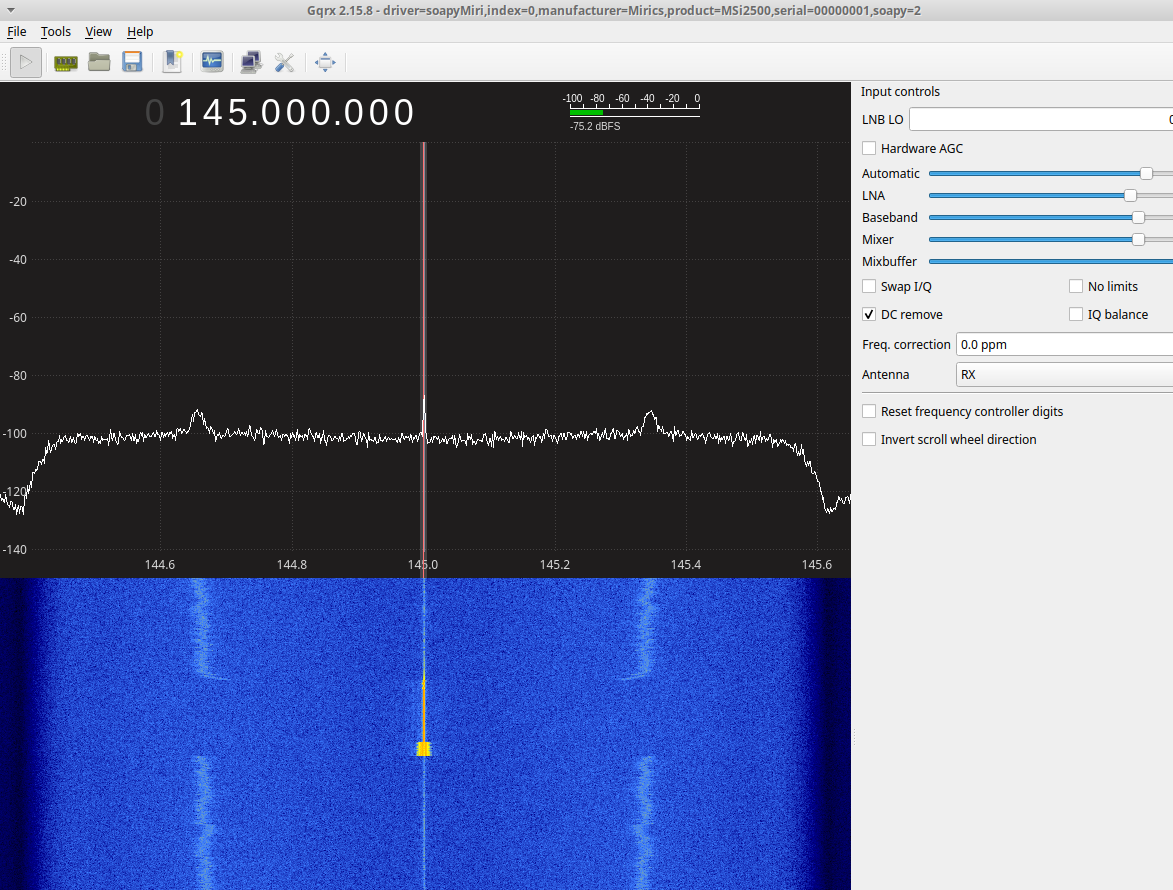 Gqrx 2.15.8 - driver=soapyMiri,index=0,manufacturer=Mirics,product=MSi2500,serial=00000001,soapy=2
File Tools View Help
0 145.000.000
-100 -80 -60 -40 -20 0
-75.2 dBFS
-20
-40
-60
-80
-100
-120
-140
144.6 144.8 145.0 145.2 145.4 145.6
Input controls
LNB LO
Hardware AGC
Automatic
LNA
Baseband
Mixer
Mixbuffer
Swap I/Q No limits
DC remove IQ balance
Freq. correction 0.0 ppm
Antenna RX
Reset frequency controller digits
Invert scroll wheel direction